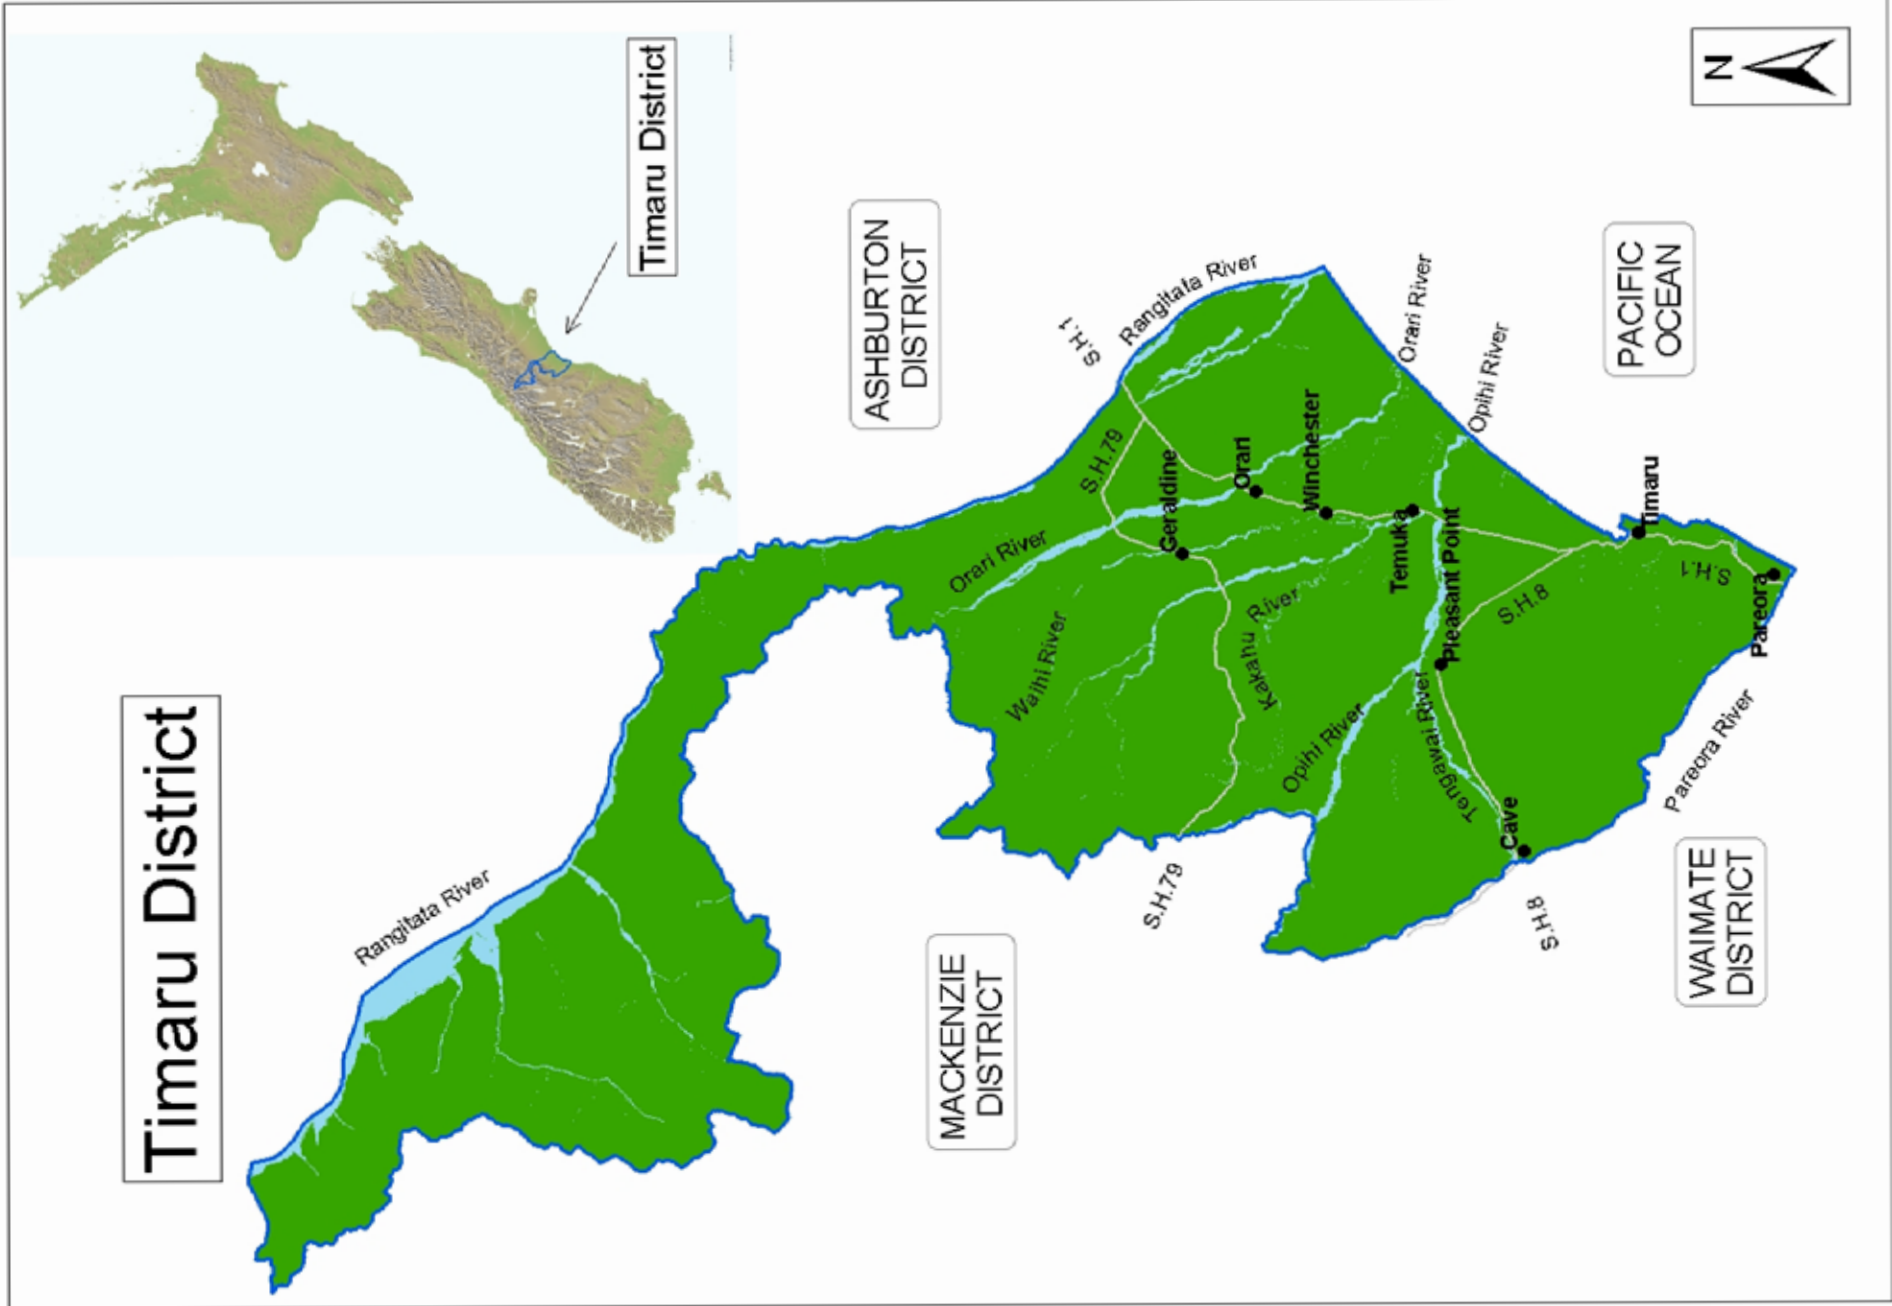 Timaru District
Timaru District
N
ASHBURTON
DISTRICT
PACIFIC
OCEAN
MACKENZIE
DISTRICT
WAIMATE
DISTRICT
Rangitata River
Rangitata River
S.H.1
S.H.79
Orari River
Orari River
Opihi River
Geraldine
Orari
Winchester
Waihi River
Kakahu River
Temuka
Pleasant Point
Timaru
S.H.8
S.H.1
Pareora
Opihi River
Tengawai River
Cave
Pareora River
S.H.79
S.H.8